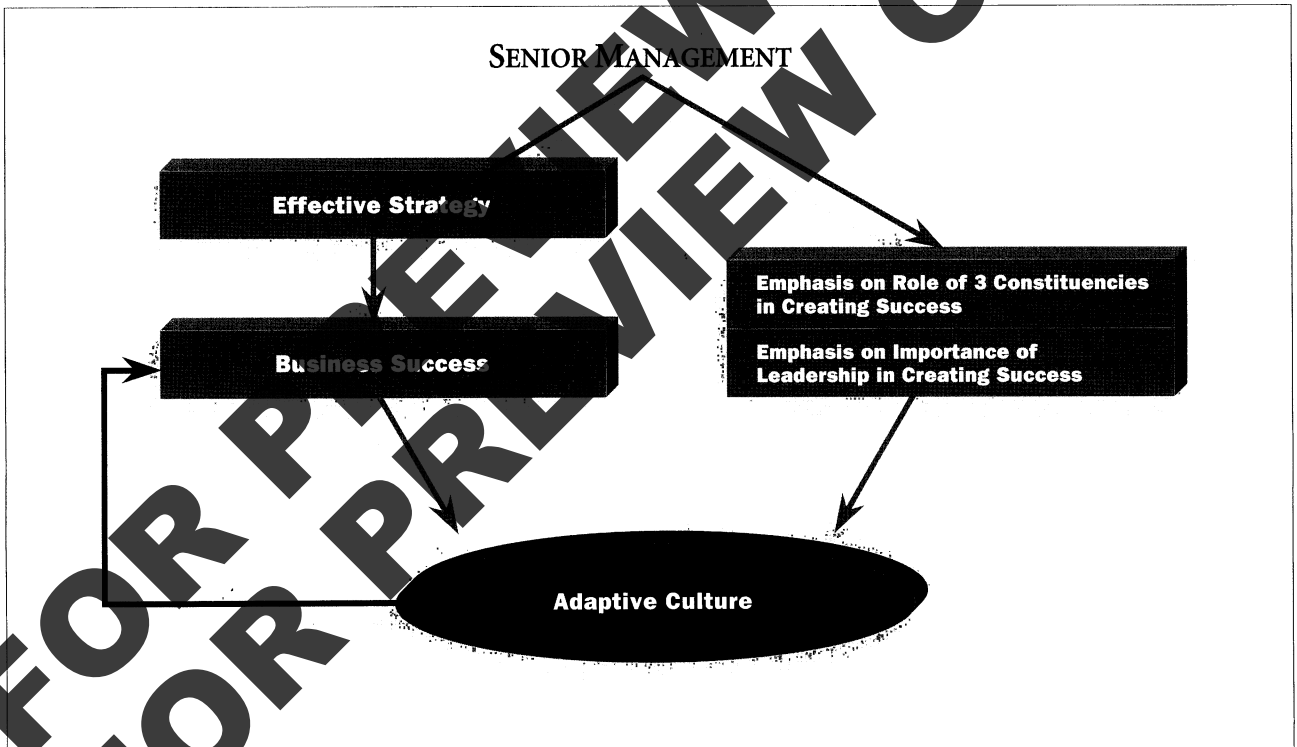 SENIOR MANAGEMENT
Effective Strategy
Emphasis on Role of 3 Constituencies
in Creating Success
Business Success
Emphasis on Importance of
Leadership in Creating Success
Adaptive Culture
FOR PREVIEW
FOR PREVIEW O